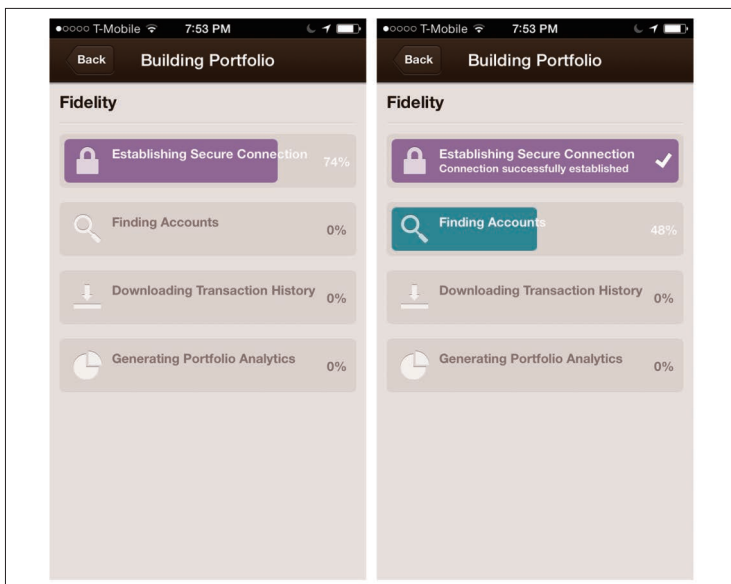 ●○○○○ T-Mobile 7:53 PM
Back Building Portfolio
Fidelity
Establishing Secure Connection 74%
Finding Accounts 0%
Downloading Transaction History 0%
Generating Portfolio Analytics 0%
●○○○○ T-Mobile 7:53 PM
Back Building Portfolio
Fidelity
Establishing Secure Connection
Connection successfully established
Finding Accounts 48%
Downloading Transaction History 0%
Generating Portfolio Analytics 0%